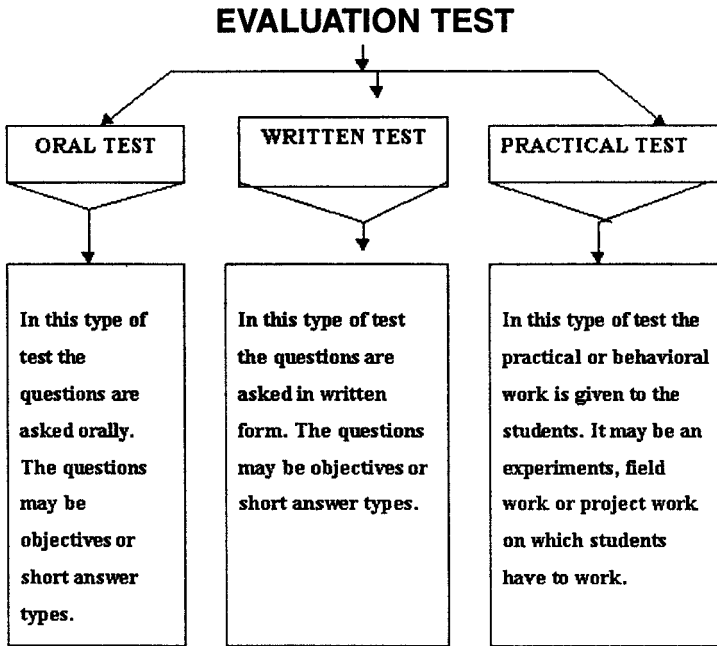 EVALUATION TEST
ORAL TEST
WRITTEN TEST
PRACTICAL TEST
In this type of
test the
questions are
asked orally.
The questions
may be
objectives or
short answer
types.
In this type of test
the questions are
asked in written
form. The questions
may be objectives or
short answer types.
In this type of test the
practical or behavioral
work is given to the
students. It may be an
experiments, field
work or project work
on which students
have to work.